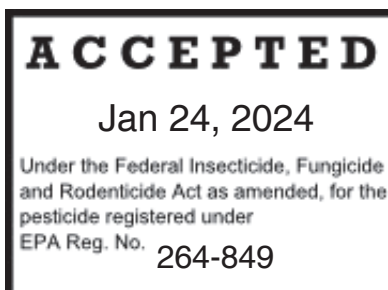 ACCEPTED
Jan 24, 2024
Under the Federal Insecticide, Fungicide
and Rodenticide Act as amended, for the
pesticide registered under
EPA Reg. No. 264-849